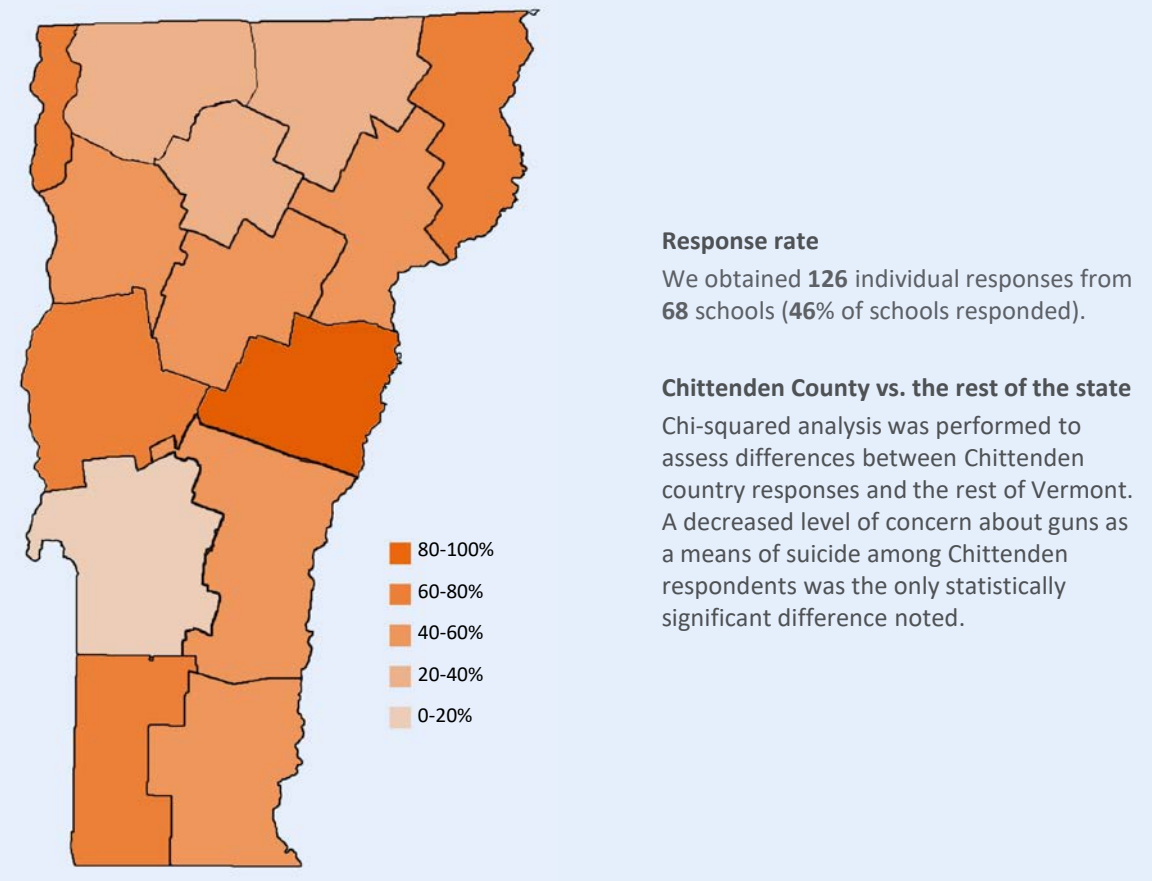 Response rate
We obtained 126 individual responses from
68 schools (46% of schools responded).
Chittenden County vs. the rest of the state
Chi-squared analysis was performed to
assess differences between Chittenden
country responses and the rest of Vermont.
A decreased level of concern about guns as
a means of suicide among Chittenden
respondents was the only statistically
significant difference noted.
80-100%
60-80%
40-60%
20-40%
0-20%